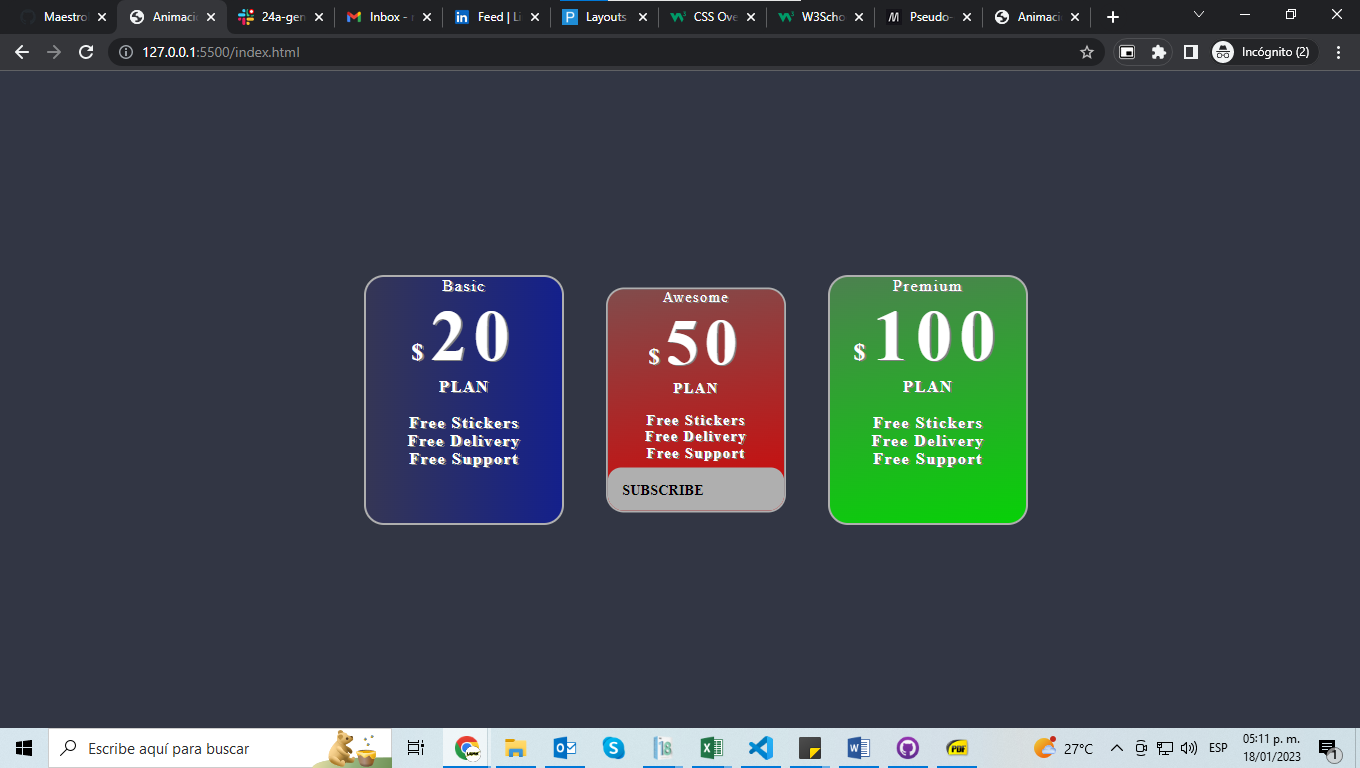 Maestro
Animaci
24a-gen
Inbox -
Feed | Li
Layouts
CSS Ove
W3Scho
Pseudo-
Animaci
127.0.0.1:5500/index.html
Incógnito (2)
Basic
$ 20
PLAN
Free Stickers
Free Delivery
Free Support
Awesome
$ 50
PLAN
Free Stickers
Free Delivery
Free Support
SUBSCRIBE
Premium
$ 100
PLAN
Free Stickers
Free Delivery
Free Support
Escribe aquí para buscar
27°C
ESP
05:11 p. m.
18/01/2023
1